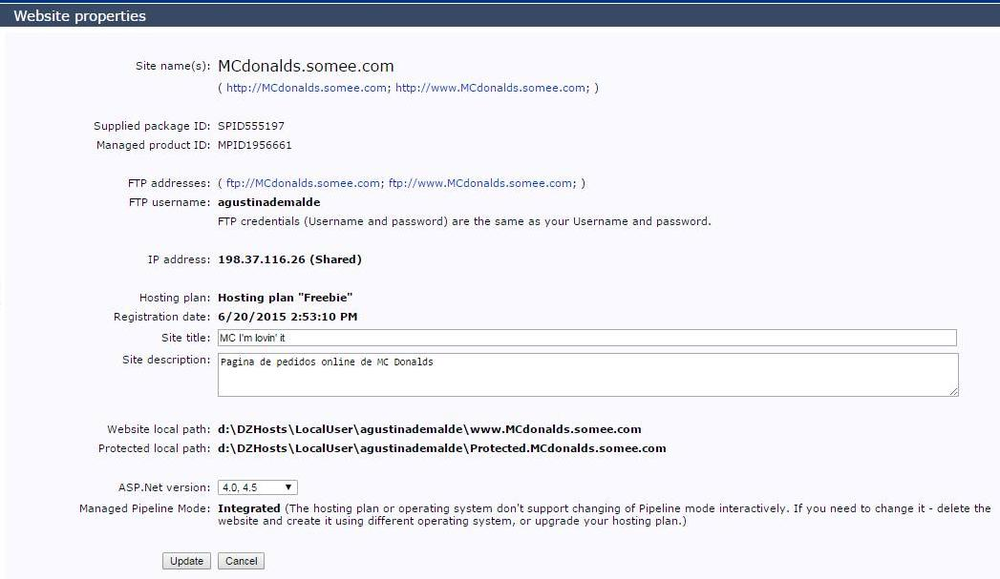 Website properties
Site name(s): MCdonalds.somee.com
( http://MCdonalds.somee.com; http://www.MCdonalds.somee.com; )
Supplied package ID: SPID555197
Managed product ID: MPID1956661
FTP addresses: ( ftp://MCdonalds.somee.com; ftp://www.MCdonalds.somee.com; )
FTP username: agustinademalde
FTP credentials (Username and password) are the same as your Username and password.
IP address: 198.37.116.26 (Shared)
Hosting plan: Hosting plan "Freebie"
Registration date: 6/20/2015 2:53:10 PM
Site title: MC I'm lovin' it
Site description: Pagina de pedidos online de MC Donalds
Website local path: d:\DZHosts\LocalUser\agustinademalde\www.MCdonalds.somee.com
Protected local path: d:\DZHosts\LocalUser\agustinademalde\Protected.MCdonalds.somee.com
ASP.Net version: 4.0, 4.5
Managed Pipeline Mode: Integrated (The hosting plan or operating system don't support changing of Pipeline mode interactively. If you need to change it - delete the
website and create it using different operating system, or upgrade your hosting plan.)
Update Cancel